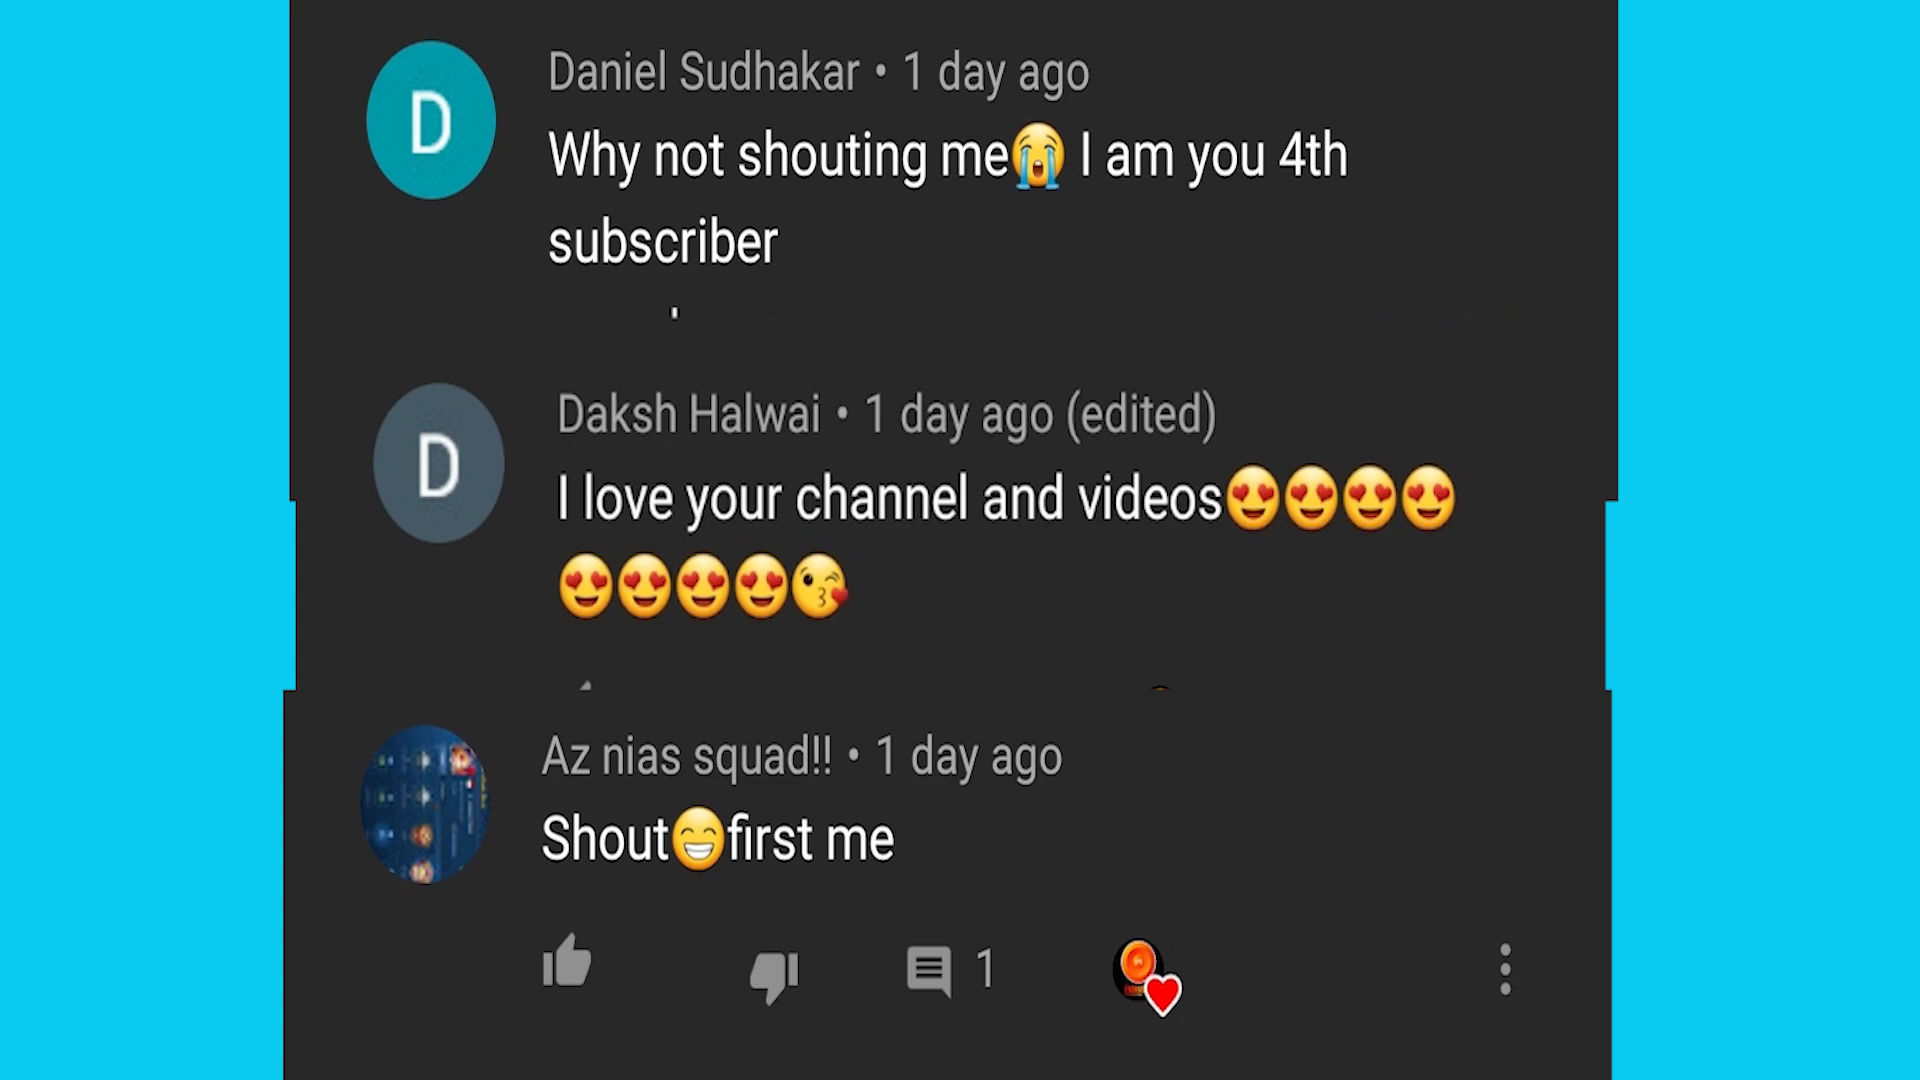 D
Daniel Sudhakar • 1 day ago
Why not shouting me😭 I am you 4th
subscriber
D
Daksh Halwai • 1 day ago (edited)
I love your channel and videos😍😍😍😍
😍😍😍😍😘
Az nias squad!! • 1 day ago
Shout😁first me
1